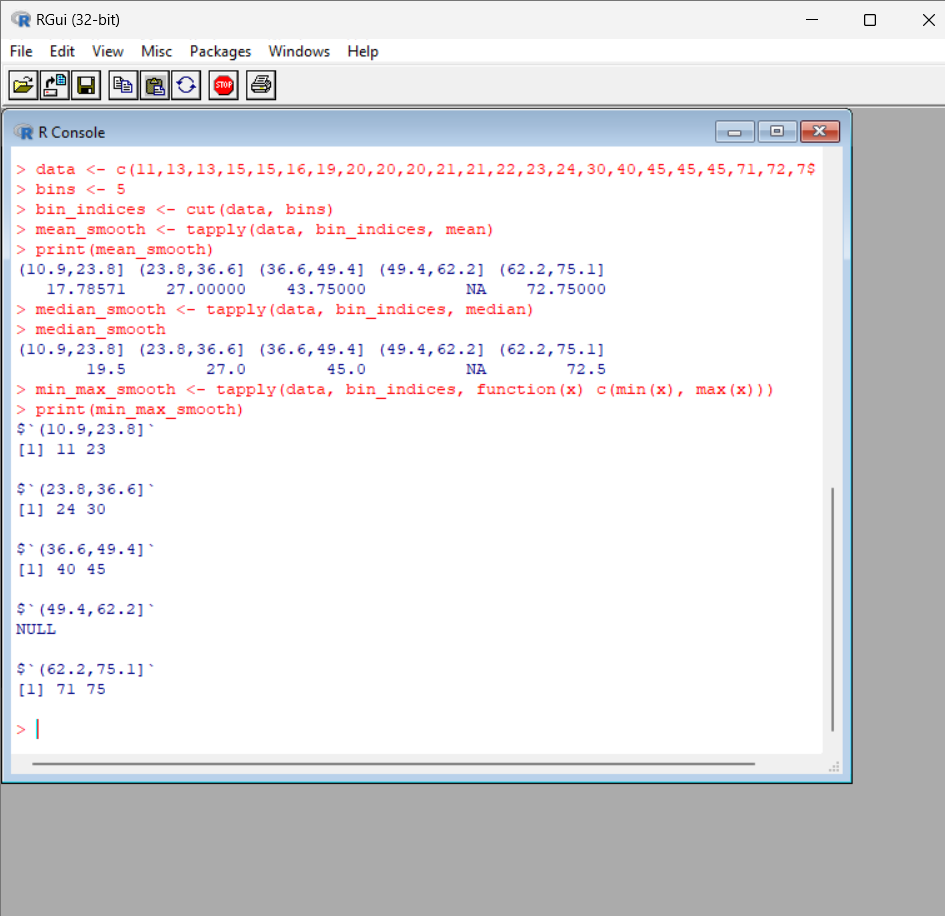 RGui (32-bit)
File Edit View Misc Packages Windows Help
STOP
R Console
> data <- c(11,13,13,15,15,16,19,20,20,20,21,21,22,23,24,30,40,45,45,45,71,72,7$
> bins <- 5
> bin_indices <- cut(data, bins)
> mean_smooth <- tapply(data, bin_indices, mean)
> print(mean_smooth)
(10.9,23.8] (23.8,36.6] (36.6,49.4] (49.4,62.2] (62.2,75.1]
17.78571 27.00000 43.75000 NA 72.75000
> median_smooth <- tapply(data, bin_indices, median)
> median_smooth
(10.9,23.8] (23.8,36.6] (36.6,49.4] (49.4,62.2] (62.2,75.1]
19.5 27.0 45.0 NA 72.5
> min_max_smooth <- tapply(data, bin_indices, function(x) c(min(x), max(x)))
> print(min_max_smooth)
$`(10.9,23.8]`
[1] 11 23
$`(23.8,36.6]`
[1] 24 30
$`(36.6,49.4]`
[1] 40 45
$`(49.4,62.2]`
NULL
$`(62.2,75.1]`
[1] 71 75
>